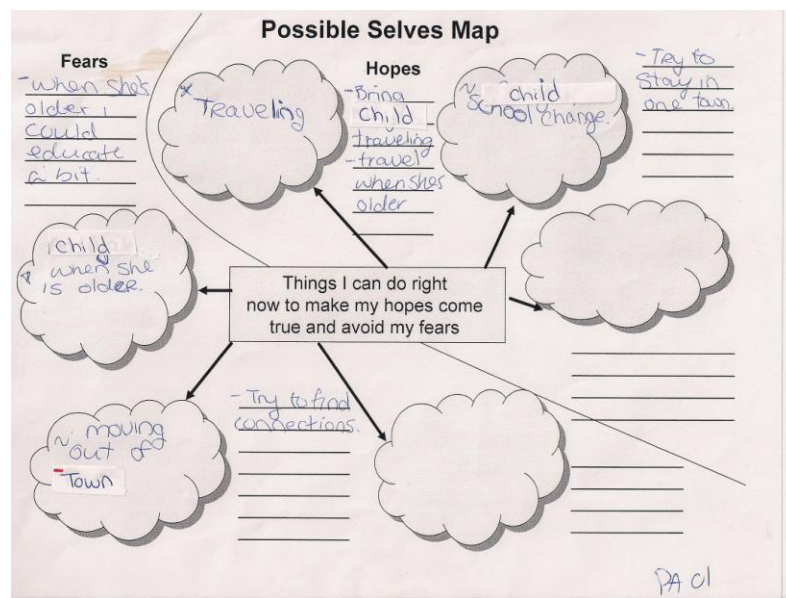 Possible Selves Map
Fears
- when she's
older, i
could
educate
a bit.
* Traveling
Hopes
- Bring
Child
traveling
- travel
when shes
older
~ child
School change.
- Try to
Stay in
one town
child
* when she
is older.
Things I can do right
now to make my hopes come
true and avoid my fears
~ moving
out of
Town
- Try to find
connections.
PA 01